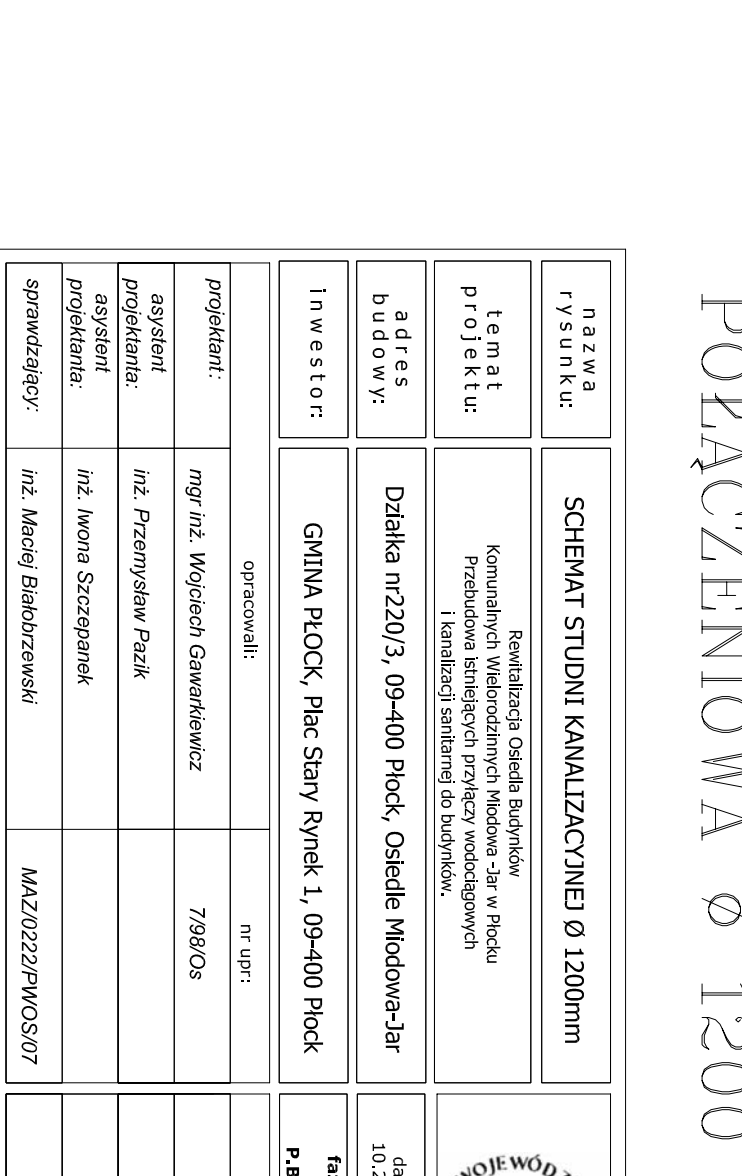 POŁĄCZENIOWA Ø 1200
nazwa
rysunku:
SCHEMAT STUDNI KANALIZACYJNEJ Ø 1200mm
temat
projektu:
Rewitalizacja Osiedla Budynków
Komunalnych Wielorodzinnych Miodowa -Jar w Płocku
Przebudowa istniejących przyłączy wodociągowych
i kanalizacji sanitarnej do budynków.
adres
budowy:
Działka nr220/3, 09-400 Płock, Osiedle Miodowa-Jar
inwestor:
GMINA PŁOCK, Plac Stary Rynek 1, 09-400 Płock
opracowali:
nr upr:
projektant.:
mgr inż. Wojciech Gawarkiewicz
7/98/Os
asystent
projektanta:
inż. Przemysław Pazik
asystent
projektanta:
inż. Iwona Szczepanek
sprawdzający:
inż. Maciej Białobrzewski
MAZ/0222/PWOS/07